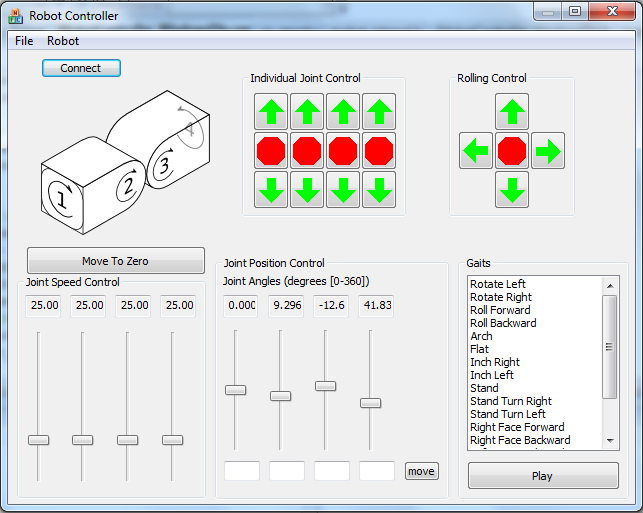 Robot Controller
File Robot
Connect
Individual Joint Control
Rolling Control
1 2 3 4
Move To Zero
Joint Speed Control
25.00 25.00 25.00 25.00
Joint Position Control
Joint Angles (degrees [0-360])
0.000 9.296 -12.6 41.83
move
Gaits
Rotate Left
Rotate Right
Roll Forward
Roll Backward
Arch
Flat
Inch Right
Inch Left
Stand
Stand Turn Right
Stand Turn Left
Right Face Forward
Right Face Backward
Play